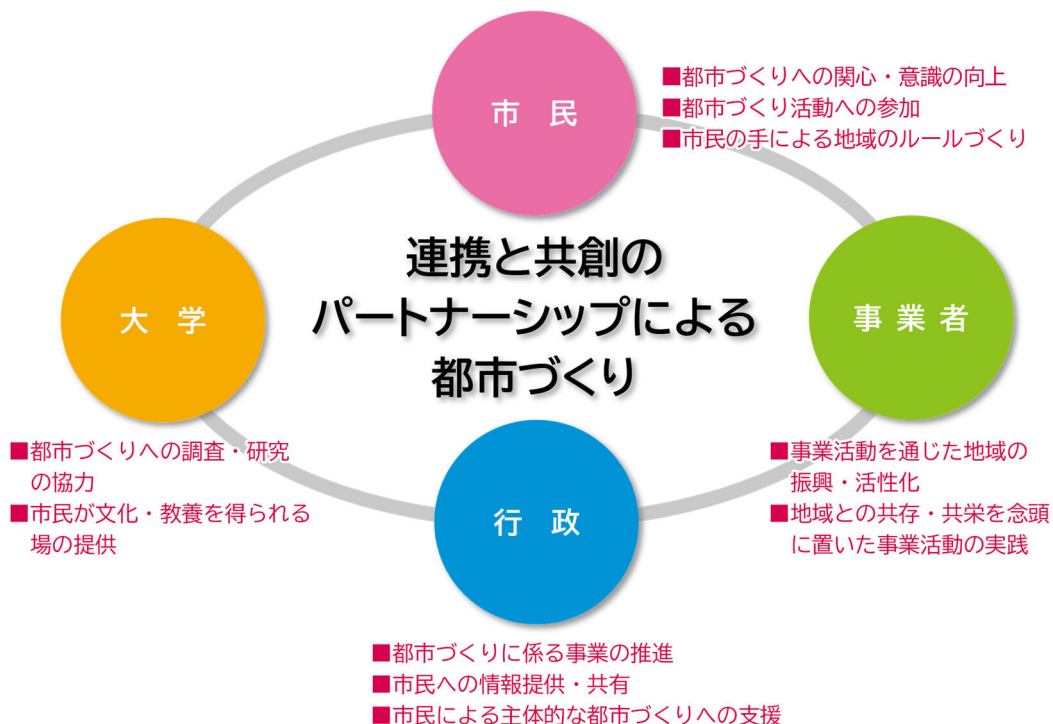 市民
■都市づくりへの関心・意識の向上
■都市づくり活動への参加
■市民の手による地域のルールづくり
連携と共創の
パートナーシップによる
都市づくり
大学
■都市づくりへの調査・研究
の協力
■市民が文化・教養を得られる
場の提供
事業者
■事業活動を通じた地域の
振興・活性化
■地域との共存・共栄を念頭
に置いた事業活動の実践
行政
■都市づくりに係る事業の推進
■市民への情報提供・共有
■市民による主体的な都市づくりへの支援